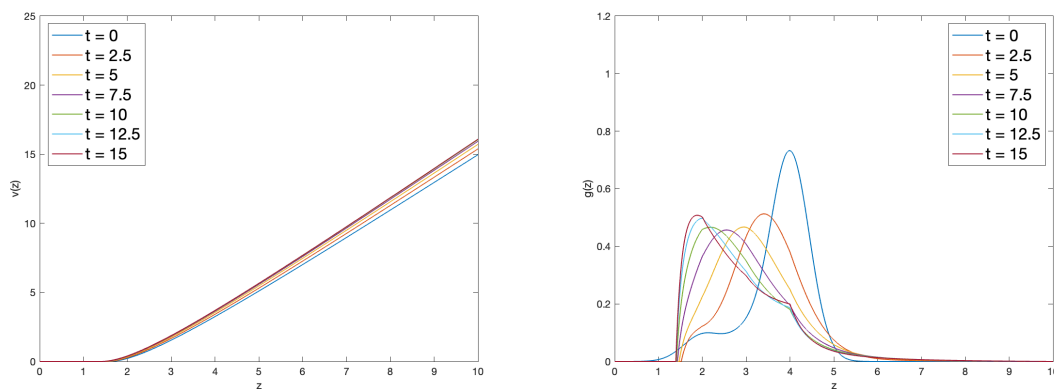 25
20
15
10
5
0
v(z)
t = 0
t = 2.5
t = 5
t = 7.5
t = 10
t = 12.5
t = 15
0 1 2 3 4 5 6 7 8 9 10
z
1.2
1
0.8
0.6
0.4
0.2
0
g(z)
t = 0
t = 2.5
t = 5
t = 7.5
t = 10
t = 12.5
t = 15
0 1 2 3 4 5 6 7 8 9 10
z